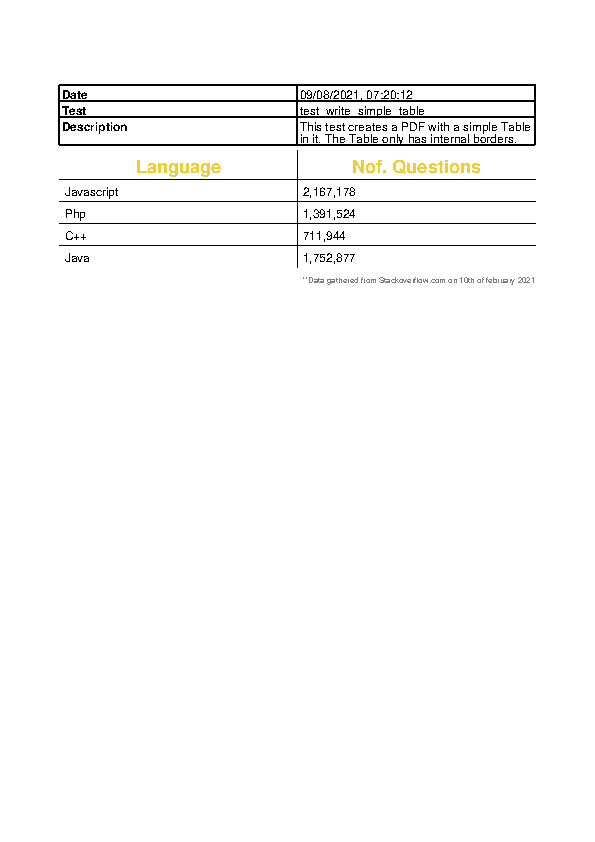 Date 09/08/2021, 07:20:12
Test test_write_simple_table
Description This test creates a PDF with a simple Table
in it. The Table only has internal borders.
Language Nof. Questions
Javascript 2,167,178
Php 1,391,524
C++ 711,944
Java 1,752,877
**Data gathered from Stackoverflow.com on 10th of february 2021